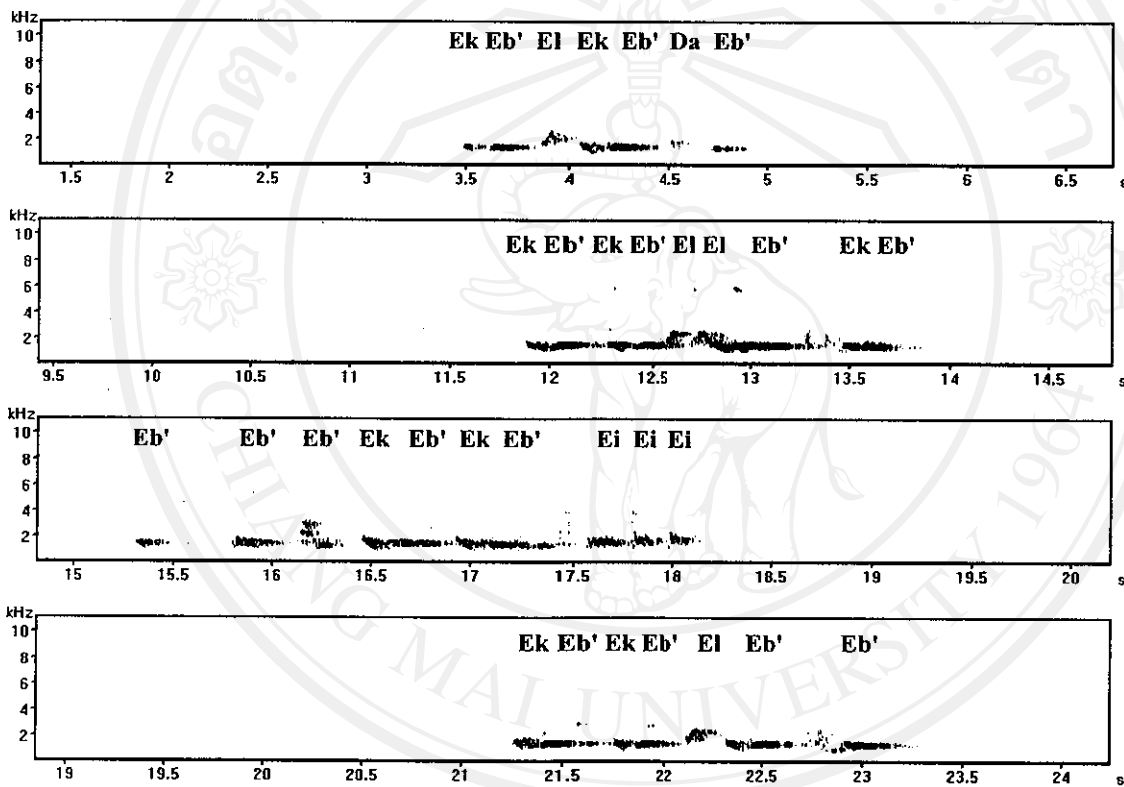 kHz
10
Ek Eb' El Ek Eb' Da Eb'
8
6
4
2
1.5 2 2.5 3 3.5 4 4.5 5 5.5 6 6.5 s
kHz
10
Ek Eb' Ek Eb' El El Eb' Ek Eb'
8
6
4
2
9.5 10 10.5 11 11.5 12 12.5 13 13.5 14 14.5 s
kHz
10
Eb' Eb' Eb' Ek Eb' Ek Eb' Ei Ei Ei
8
6
4
2
15 15.5 16 16.5 17 17.5 18 18.5 19 19.5 20 s
kHz
10
Ek Eb' Ek Eb' El Eb' Eb'
8
6
4
2
19 19.5 20 20.5 21 21.5 22 22.5 23 23.5 24 s
CHIANG MAI UNIVERSITY 1964